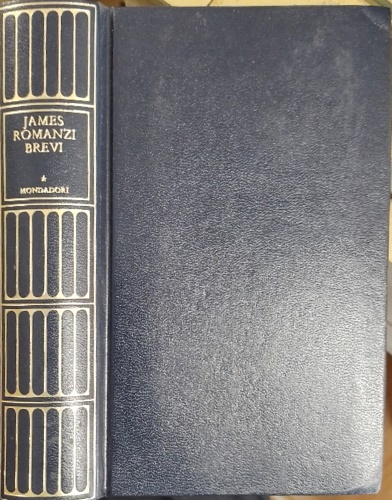 JAMES
ROMANZI
BREVI
*
MONDADORI